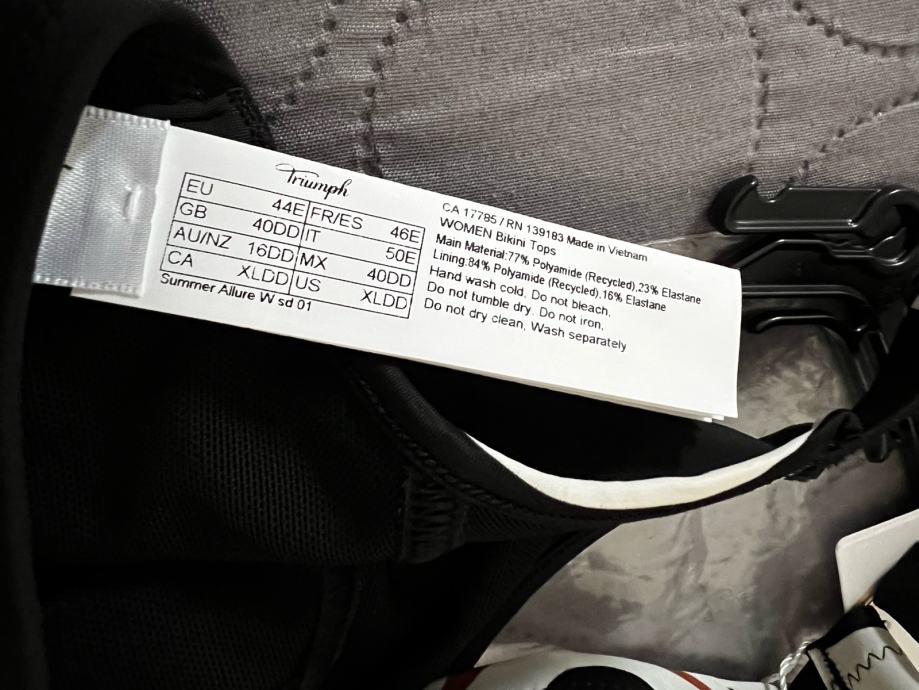 Triumph
EU 44E FR/ES 46E
GB 40DD IT 50E
AU/NZ 16DD MX 40DD
CA XLDD US XLDD
Summer Allure W sd 01
CA 17785 / RN 139183 Made in Vietnam
WOMEN Bikini Tops
Main Material:77% Polyamide (Recycled),23% Elastane
Lining:84% Polyamide (Recycled),16% Elastane
Hand wash cold, Do not bleach,
Do not tumble dry, Do not iron,
Do not dry clean, Wash separately